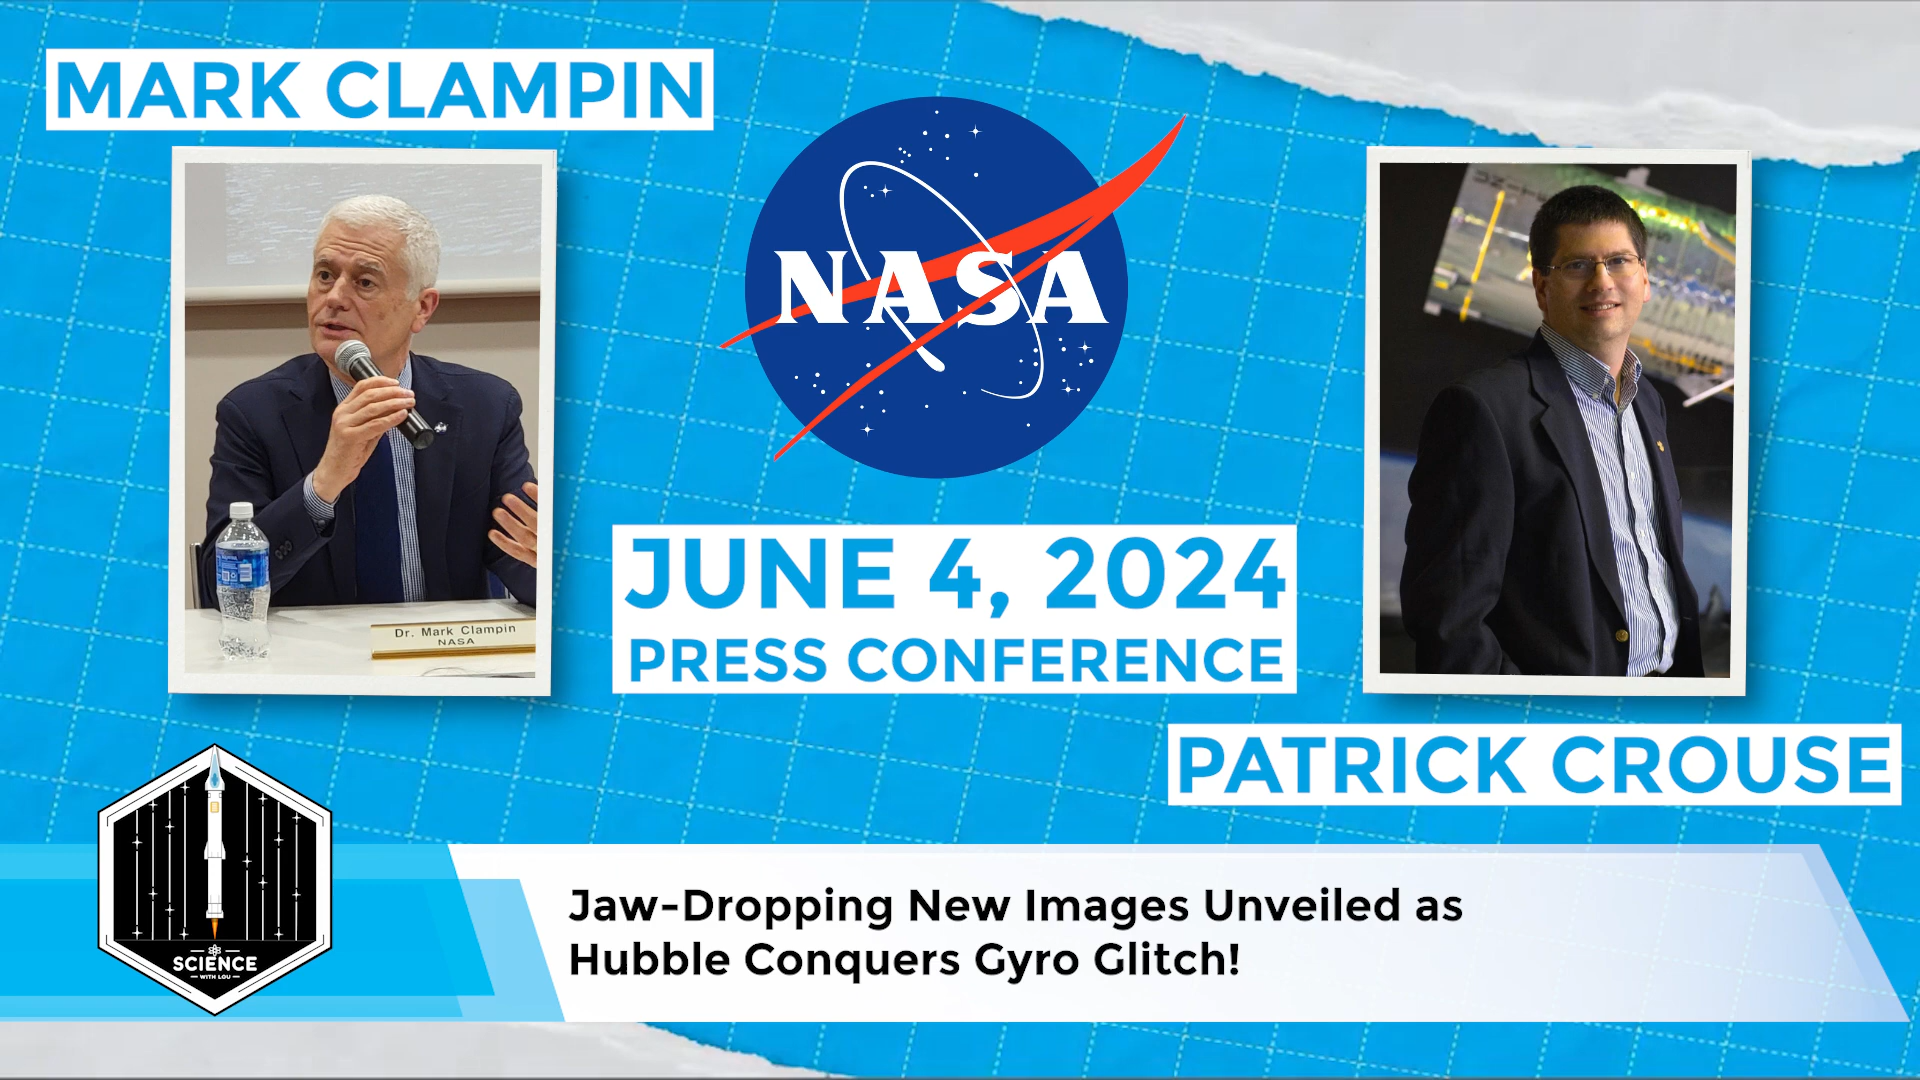 MARK CLAMPIN
NASA
Dr. Mark Clampin
NASA
JUNE 4, 2024
PRESS CONFERENCE
PATRICK CROUSE
SCIENCE
WITH LOU
Jaw-Dropping New Images Unveiled as
Hubble Conquers Gyro Glitch!